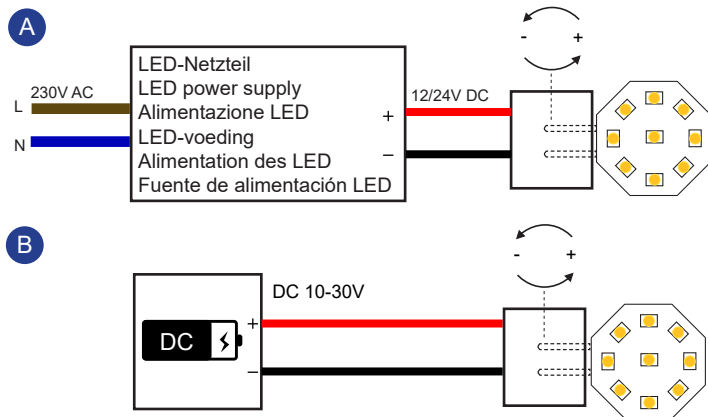 A
L
230V AC
N
LED-Netzteil
LED power supply
Alimentazione LED
LED-voeding
Alimentation des LED
Fuente de alimentación LED
+
–
12/24V DC
- +
B
DC
+
–
DC 10-30V
- +